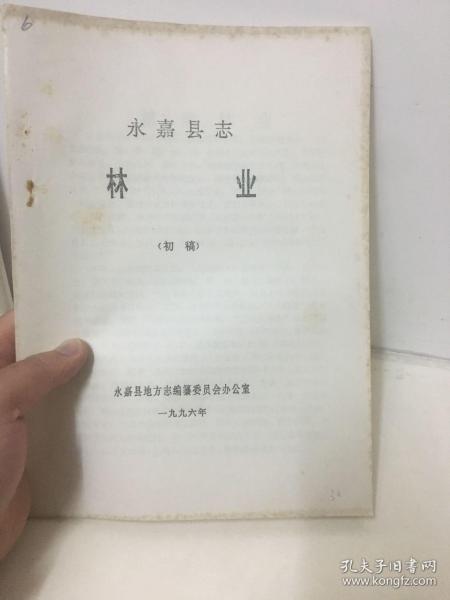 6
永嘉县志
林业
（初稿）
永嘉县地方志编纂委员会办公室
一九九六年
孔夫子旧书网
www.kongfz.com